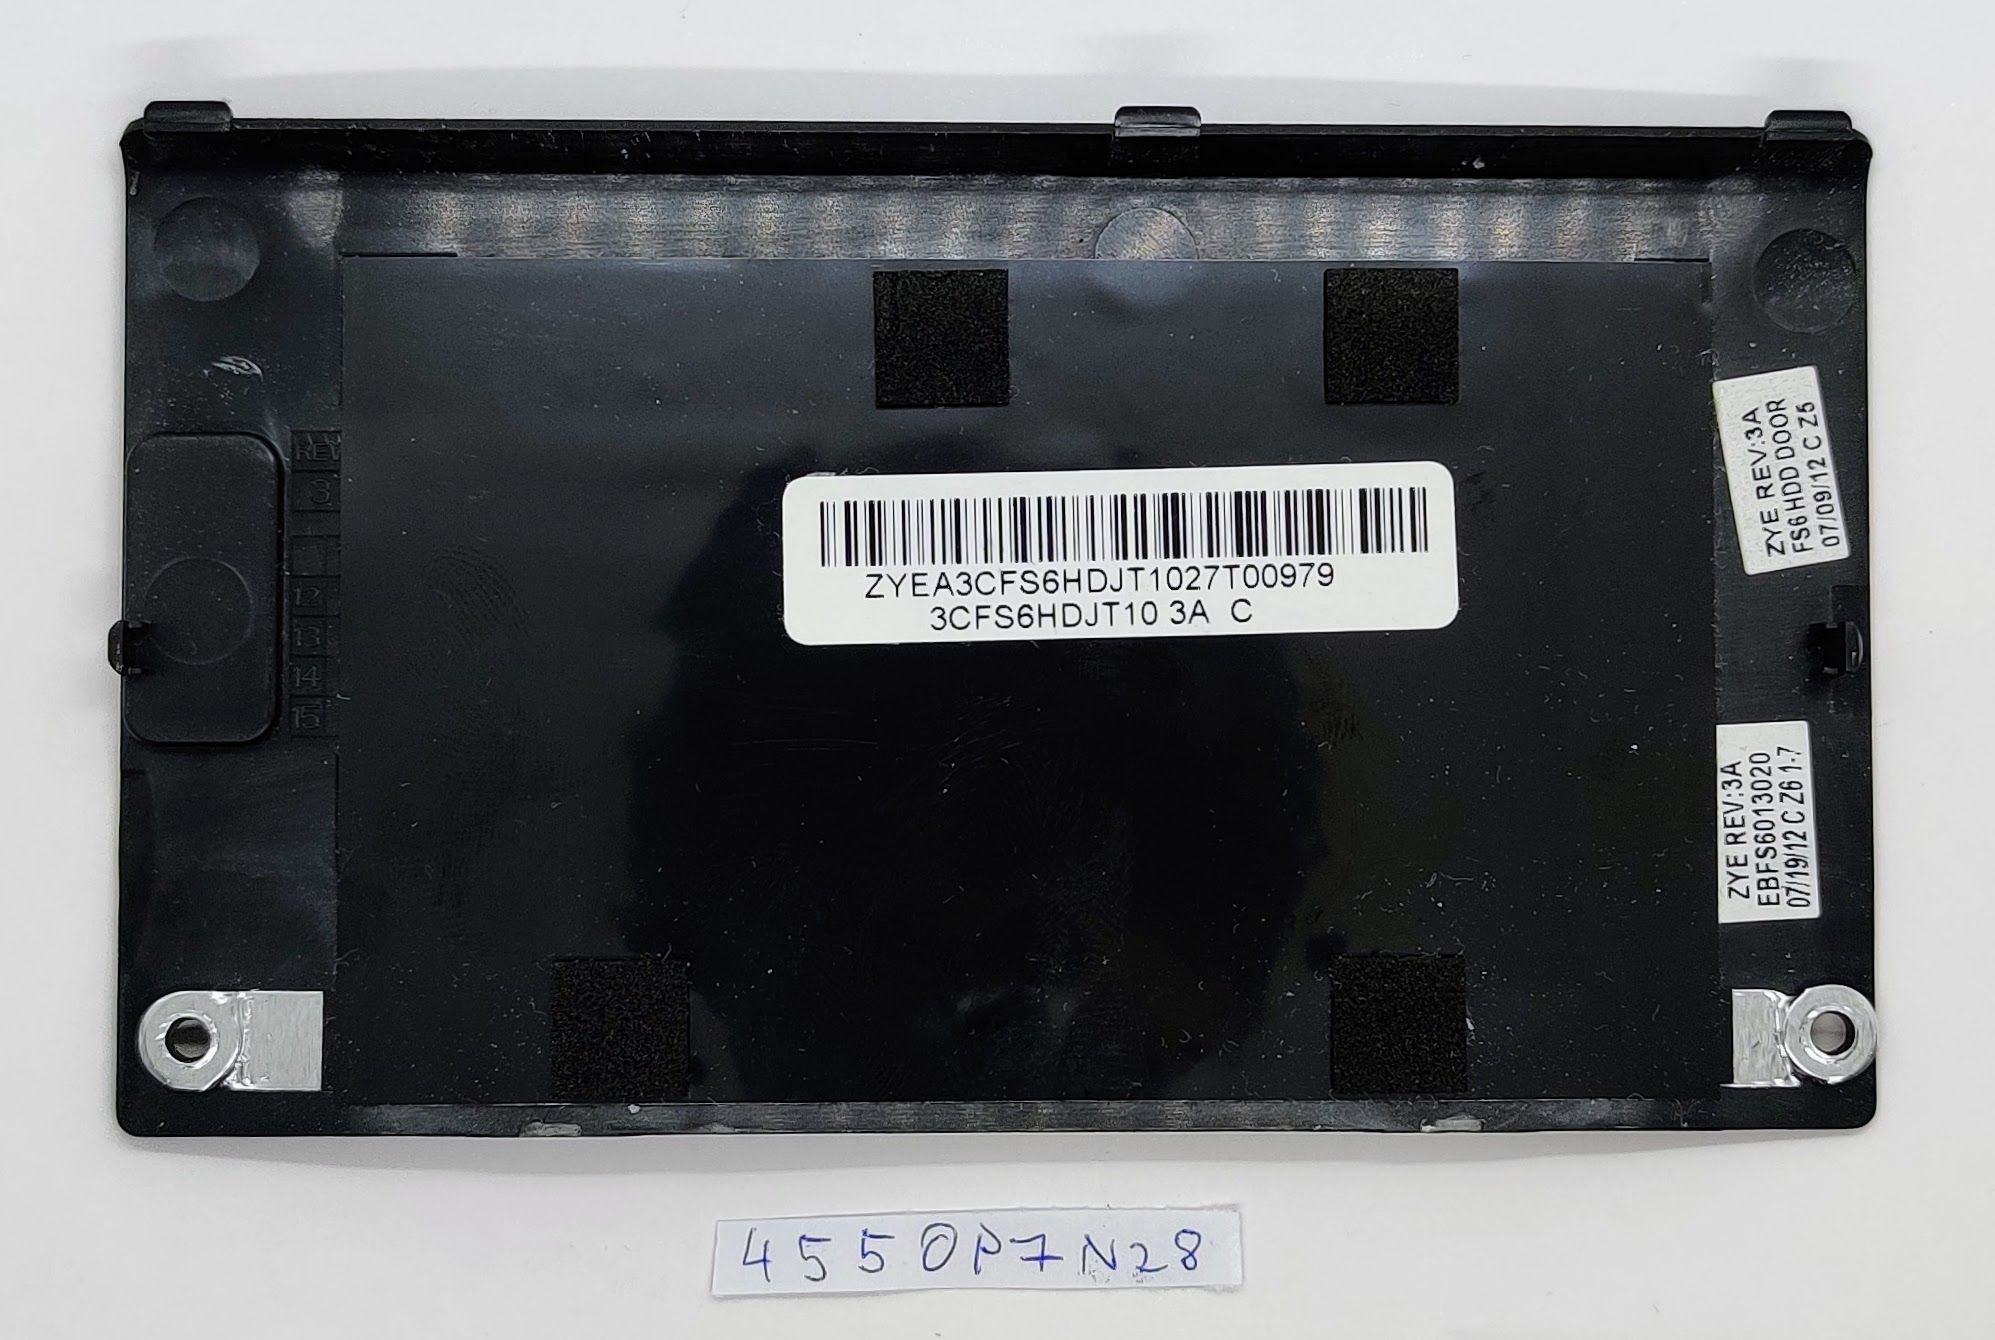 REV
3
12
13
14
15
ZYEA3CFS6HDJT1027T00979
3CFS6HDJT10 3A C
ZYE REV:3A
FS6 HDD DOOR
07/09/12 C Z5
ZYE REV:3A
EBFS6013020
07/19/12 C Z6 1-7
4550P7N28